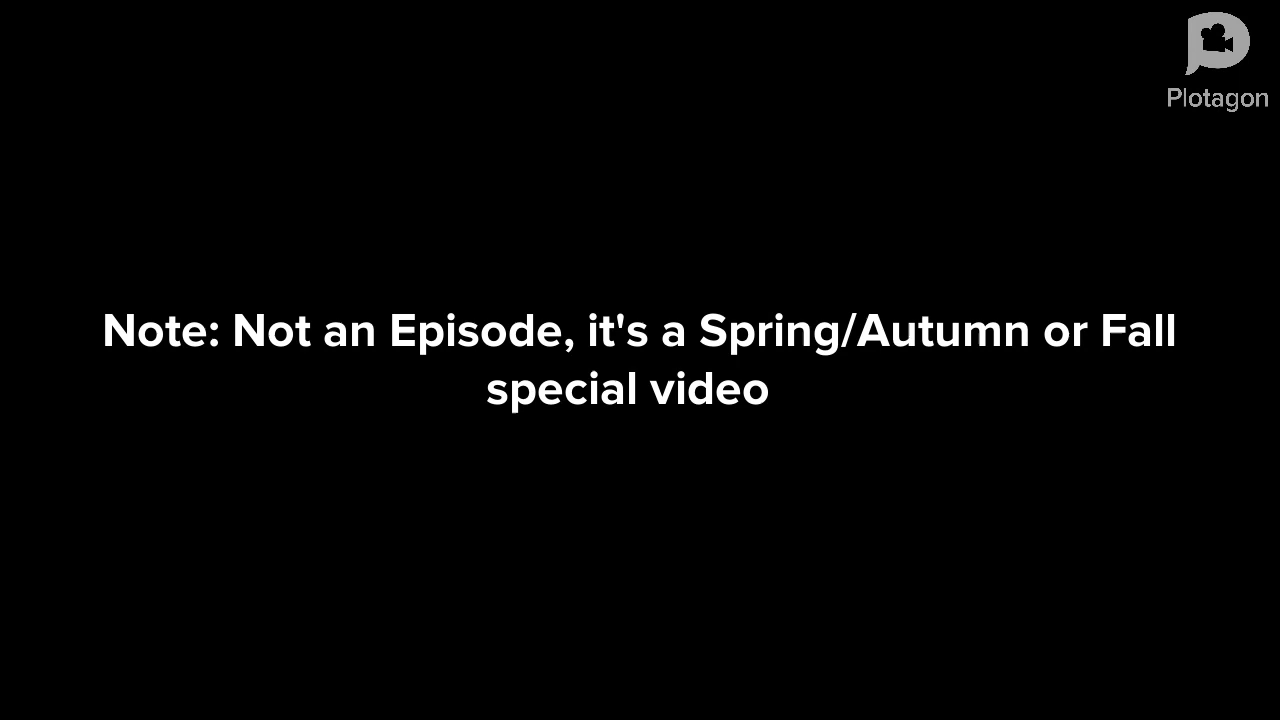 Plotagon
Note: Not an Episode, it's a Spring/Autumn or Fall
special video